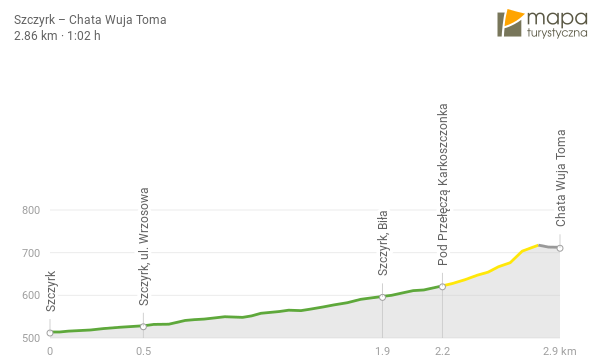 Szczyrk – Chata Wuja Toma
2.86 km · 1:02 h
mapa
turystyczna
Szczyrk
Szczyrk, ul. Wrzosowa
Szczyrk, Biła
Pod Przełęczą Karkoszczonka
Chata Wuja Toma
800
700
600
500
0
0.5
1.9
2.2
2.9 km